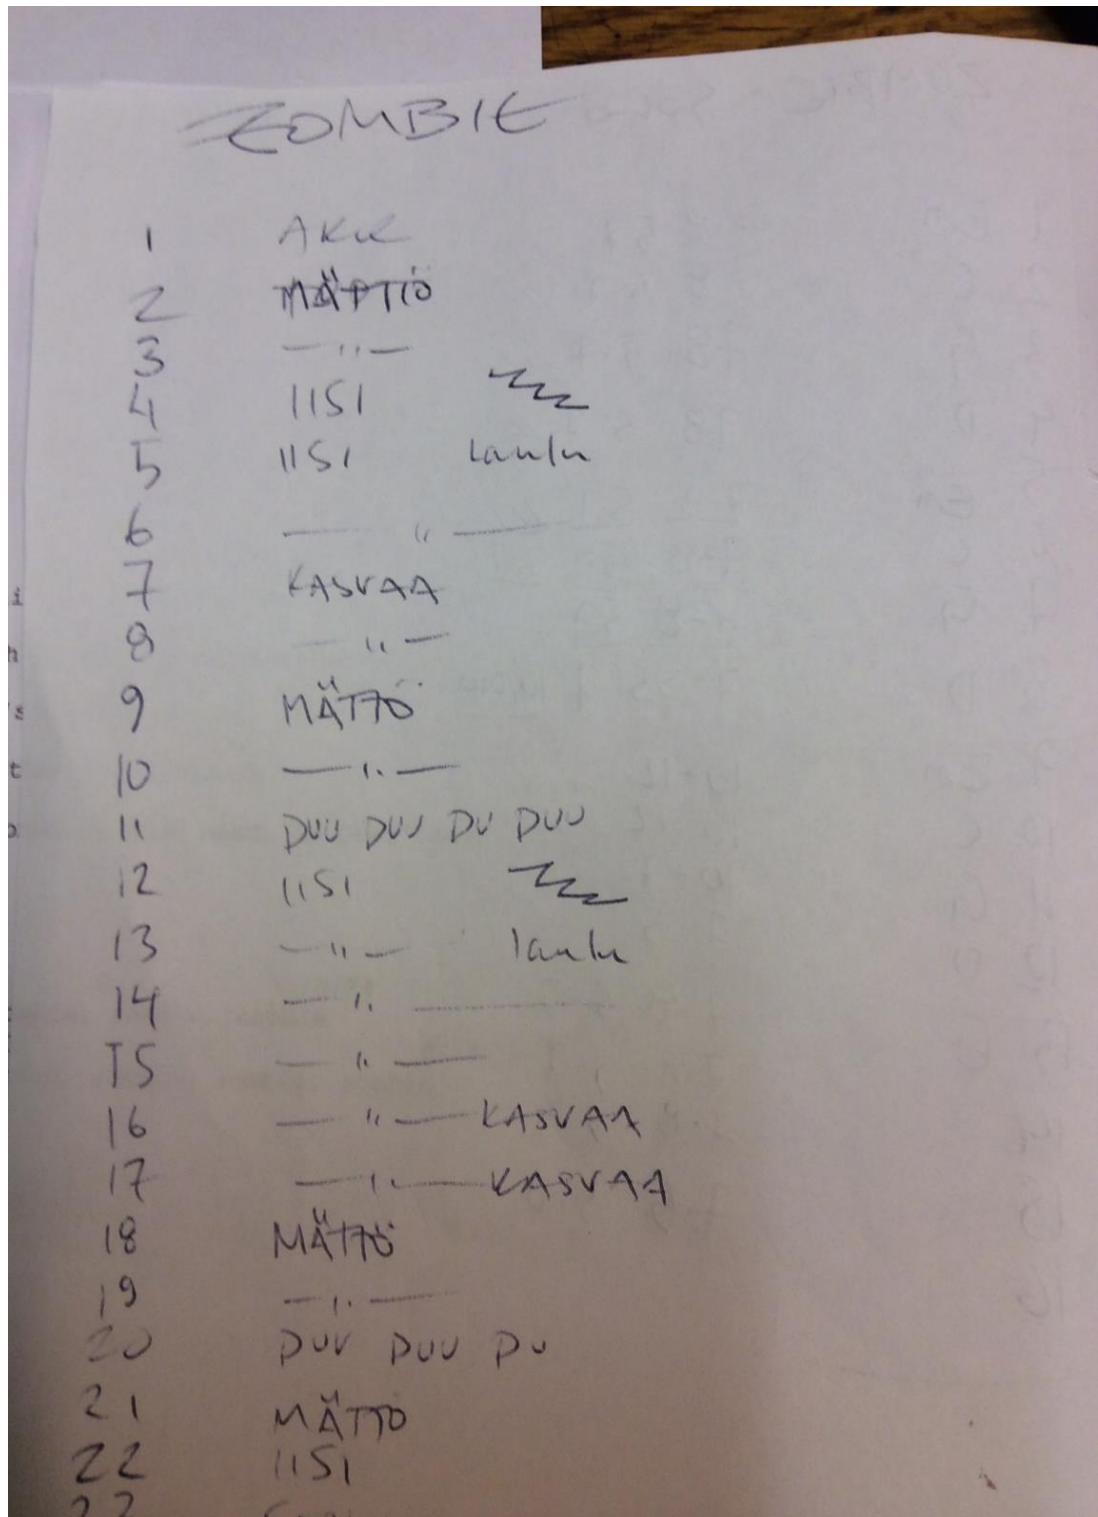 ZOMBIE
1 AKK
2 MÄTTÖ
3 — " —
4 IISI
5 IISI laulu
6 — " —
7 KASVAA
8 — " —
9 MÄTTÖ
10 — " —
11 DUU DUU DU DUU
12 IISI
13 — " — laulu
14 — " —
15 — " —
16 — " — KASVAA
17 — " — KASVAA
18 MÄTTÖ
19 — " —
20 DUU DUU DU
21 MÄTTÖ
22 IISI